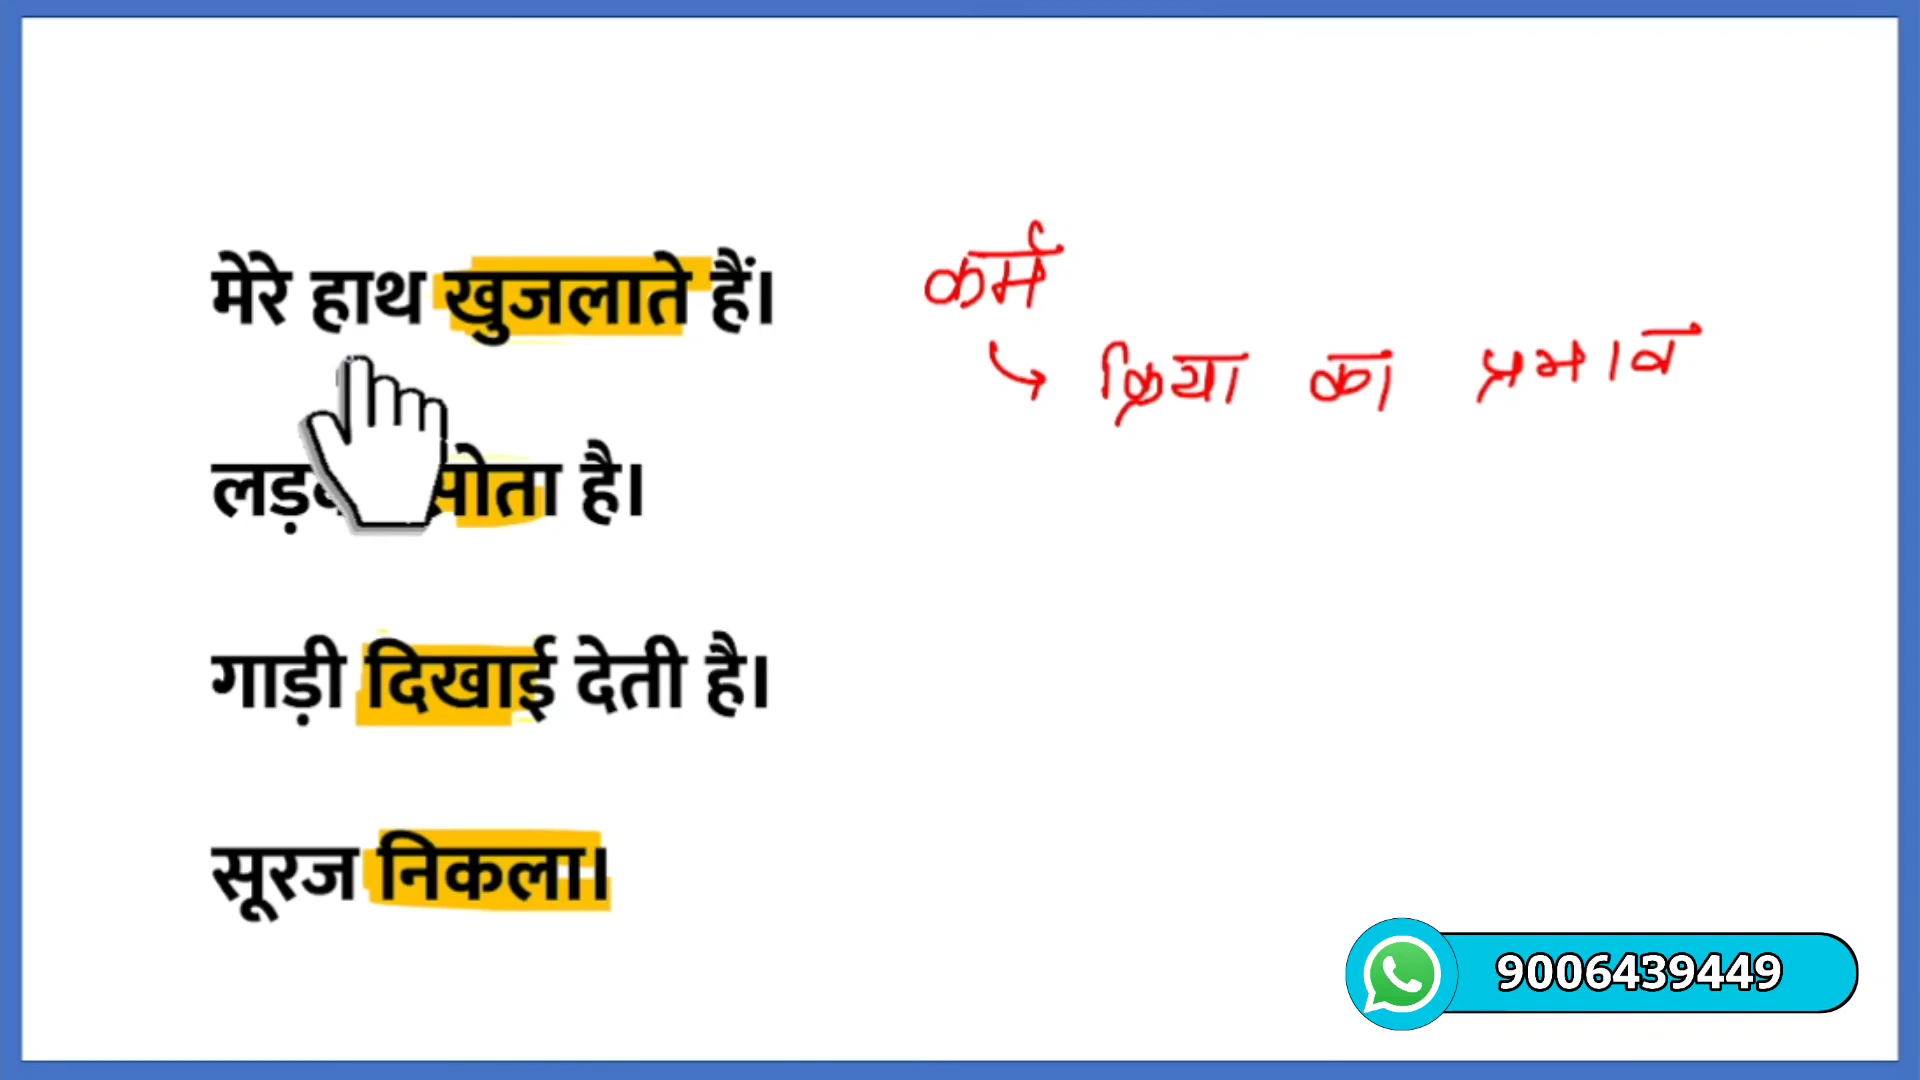 मेरे हाथ खुजलाते हैं।
कर्म
क्रिया का प्रभाव
है।
गाड़ी दिखाई देती है।
सूरज निकला।
9006439449